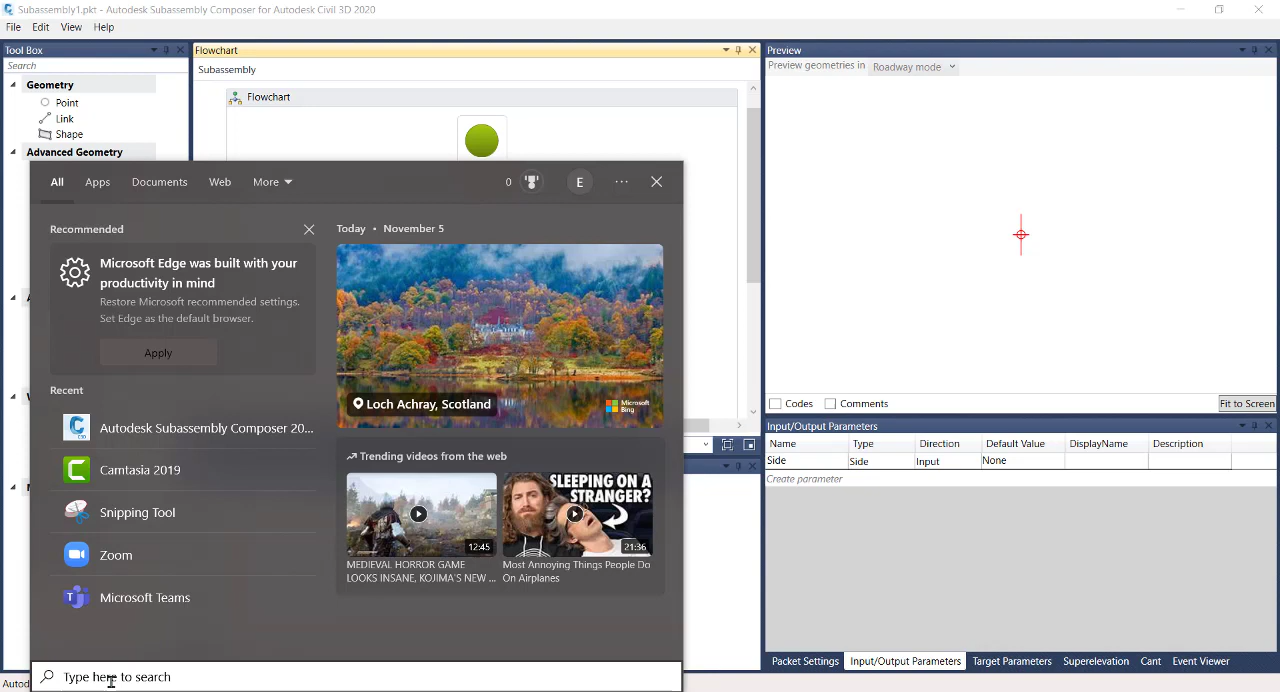 Subassembly1.pkt - Autodesk Subassembly Composer for Autodesk Civil 3D 2020
File Edit View Help
Tool Box
Search
Geometry
Point
Link
Shape
Advanced Geometry
Flowchart
Subassembly
Flowchart
All Apps Documents Web More 0 E
Recommended
Microsoft Edge was built with your
productivity in mind
Restore Microsoft recommended settings.
Set Edge as the default browser.
Apply
Recent
Autodesk Subassembly Composer 20...
Camtasia 2019
Snipping Tool
Zoom
Microsoft Teams
Today • November 5
Loch Achray, Scotland
Microsoft
Bing
Trending videos from the web
12:45
MEDIEVAL HORROR GAME
LOOKS INSANE, KOJIMA'S NEW ...
SLEEPING ON A
STRANGER?
21:36
Most Annoying Things People Do
On Airplanes
Type here to search
Autod
Preview
Preview geometries in Roadway mode
Codes Comments Fit to Screen
Input/Output Parameters
Name Type Direction Default Value DisplayName Description
Side Side Input None
Create parameter
Packet Settings Input/Output Parameters Target Parameters Superelevation Cant Event Viewer